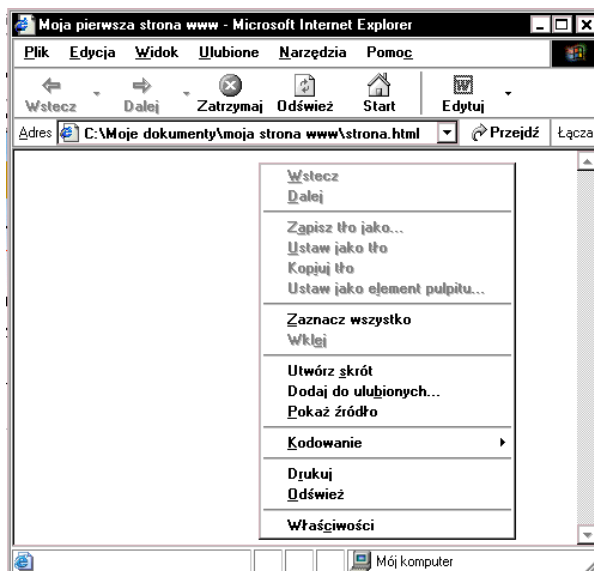 Moja pierwsza strona www - Microsoft Internet Explorer
Plik Edycja Widok Ulubione Narzędzia Pomoc
Wstecz Dalej Zatrzymaj Odśwież Start Edytuj
Adres C:\Moje dokumenty\moja strona www\strona.html Przejdź Łącza
Wstecz
Dalej
Zapisz tło jako...
Ustaw jako tło
Kopiuj tło
Ustaw jako element pulpitu...
Zaznacz wszystko
Wklej
Utwórz skrót
Dodaj do ulubionych...
Pokaż źródło
Kodowanie
Drukuj
Odśwież
Właściwości
Mój komputer